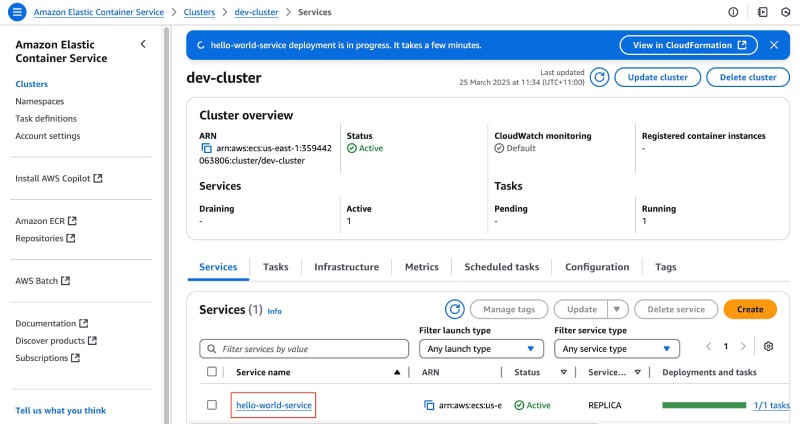 Amazon Elastic Container Service > Clusters > dev-cluster > Services
Amazon Elastic
Container Service
Clusters
Namespaces
Task definitions
Account settings
Install AWS Copilot
Amazon ECR
Repositories
AWS Batch
Documentation
Discover products
Subscriptions
Tell us what you think
hello-world-service deployment is in progress. It takes a few minutes.
View in CloudFormation
dev-cluster
Last updated
25 March 2025 at 11:34 (UTC+11:00)
Update cluster
Delete cluster
Cluster overview
ARN
arn:aws:ecs:us-east-1:359442
063806:cluster/dev-cluster
Status
Active
CloudWatch monitoring
Default
Registered container instances
-
Services
Tasks
Draining
-
Active
1
Pending
-
Running
1
Services Tasks Infrastructure Metrics Scheduled tasks Configuration Tags
Services (1) Info
Manage tags Update Delete service Create
Filter launch type Filter service type
Filter services by value Any launch type Any service type < 1 >
Service name ARN Status Service... Deployments and tasks
hello-world-service arn:aws:ecs:us-e Active REPLICA 1/1 tasks